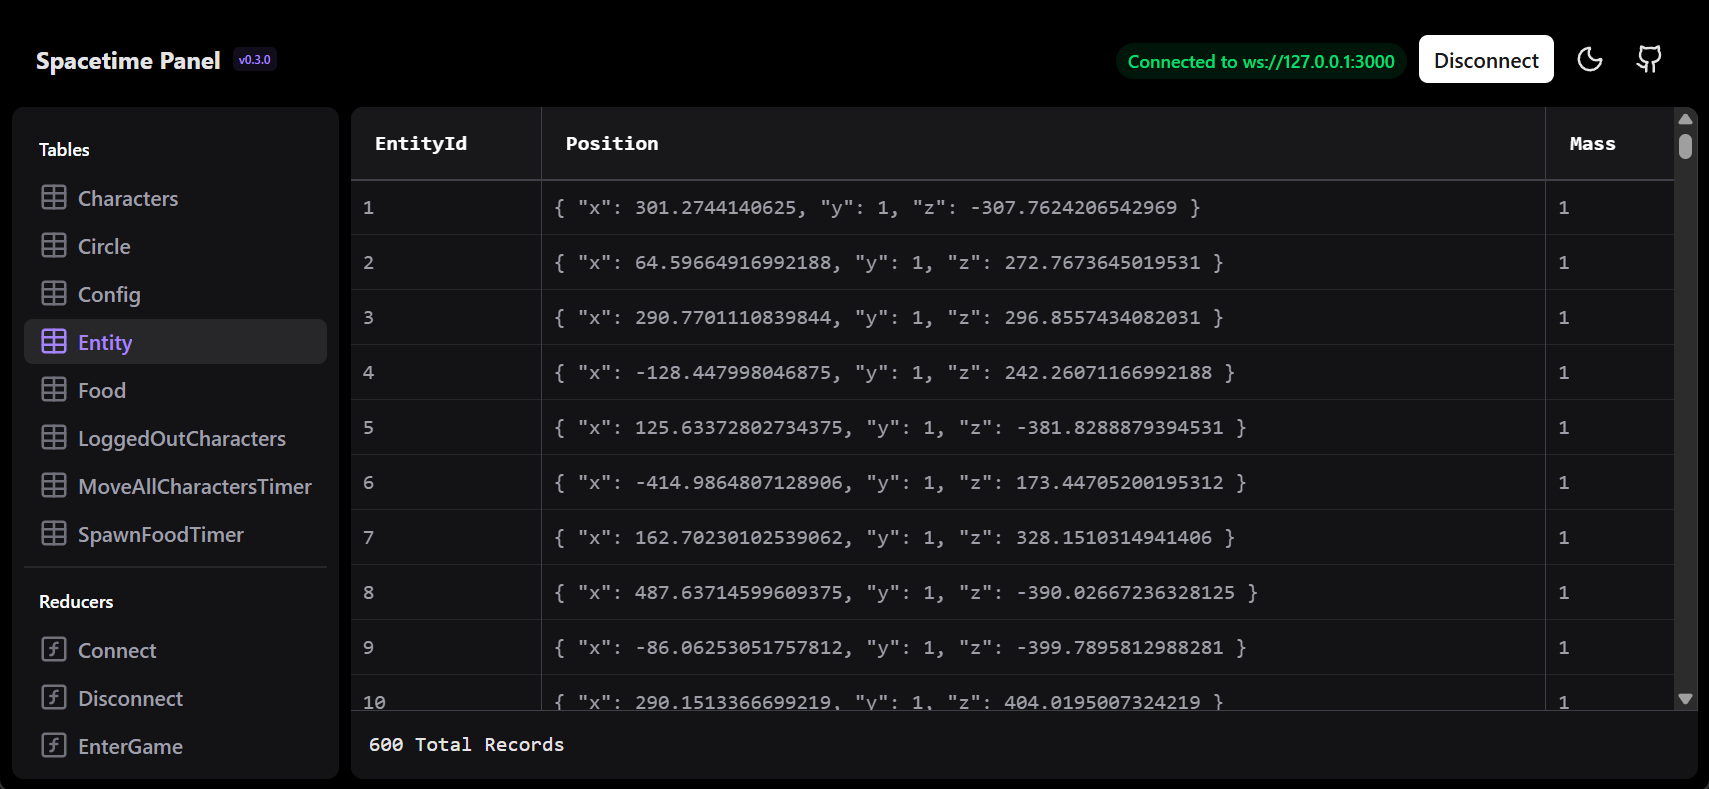 Spacetime Panel v0.3.0
Connected to ws://127.0.0.1:3000 Disconnect
Tables
Characters
Circle
Config
Entity
Food
LoggedOutCharacters
MoveAllCharactersTimer
SpawnFoodTimer
Reducers
Connect
Disconnect
EnterGame
EntityId Position Mass
1 { "x": 301.2744140625, "y": 1, "z": -307.7624206542969 } 1
2 { "x": 64.59664916992188, "y": 1, "z": 272.7673645019531 } 1
3 { "x": 290.7701110839844, "y": 1, "z": 296.8557434082031 } 1
4 { "x": -128.447998046875, "y": 1, "z": 242.26071166992188 } 1
5 { "x": 125.63372802734375, "y": 1, "z": -381.8288879394531 } 1
6 { "x": -414.9864807128906, "y": 1, "z": 173.44705200195312 } 1
7 { "x": 162.70230102539062, "y": 1, "z": 328.1510314941406 } 1
8 { "x": 487.63714599609375, "y": 1, "z": -390.02667236328125 } 1
9 { "x": -86.06253051757812, "y": 1, "z": -399.7895812988281 } 1
10 { "x": 290.1513366699219, "y": 1, "z": 404.0195007324219 } 1
600 Total Records